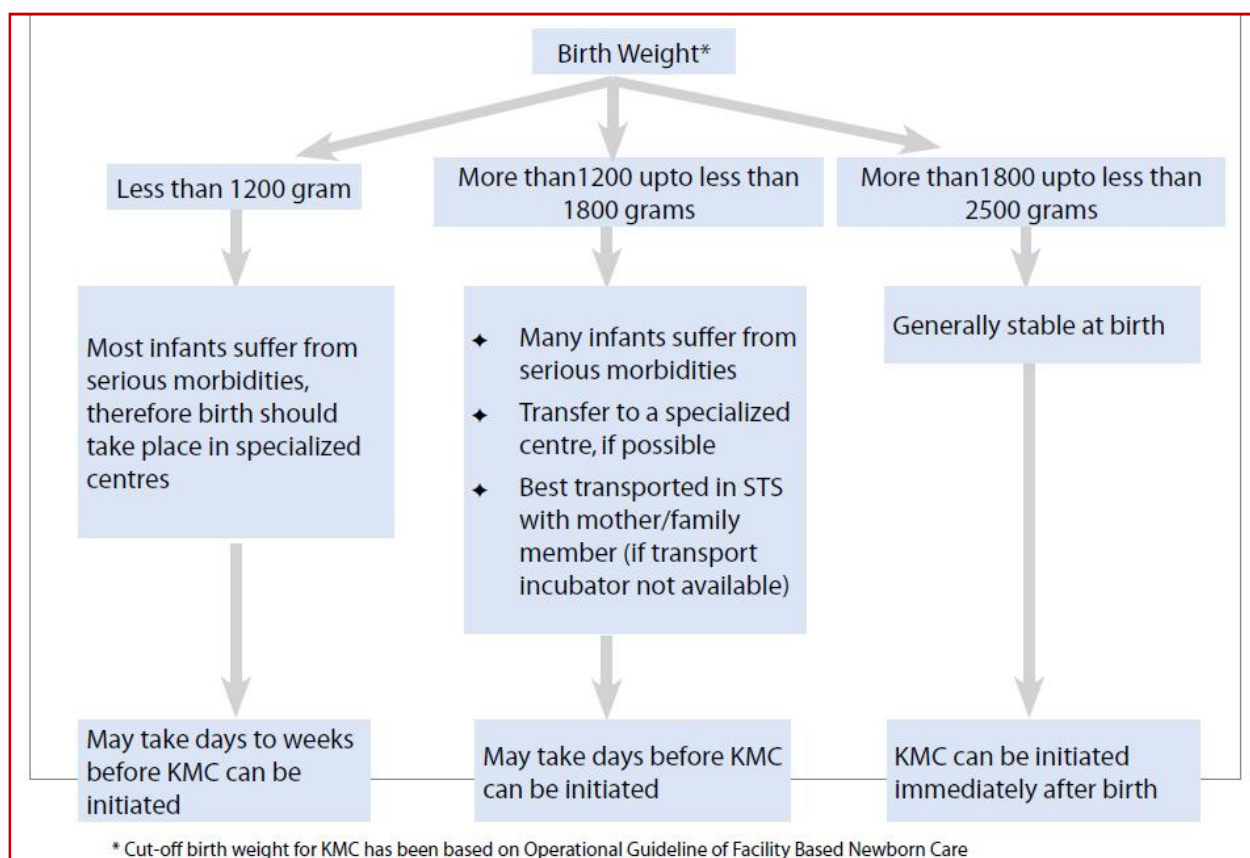 Birth Weight*
Less than 1200 gram
More than1200 upto less than
1800 grams
More than1800 upto less than
2500 grams
Most infants suffer from
serious morbidities,
therefore birth should
take place in specialized
centres
✦ Many infants suffer from
serious morbidities
✦ Transfer to a specialized
centre, if possible
✦ Best transported in STS
with mother/family
member (if transport
incubator not available)
Generally stable at birth
May take days to weeks
before KMC can be
initiated
May take days before KMC
can be initiated
KMC can be initiated
immediately after birth
* Cut-off birth weight for KMC has been based on Operational Guideline of Facility Based Newborn Care